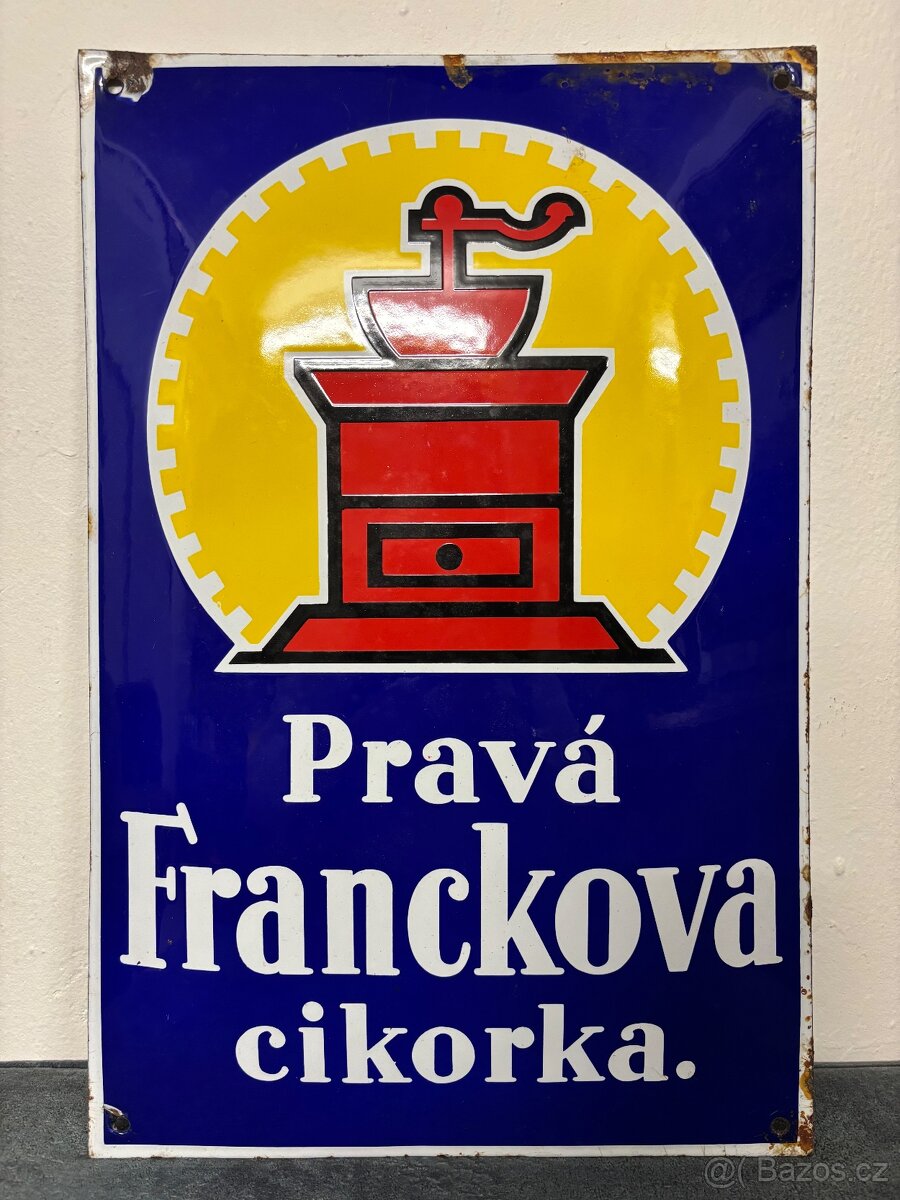 Pravá
Franckova
cikorka.
@( Bazos.cz